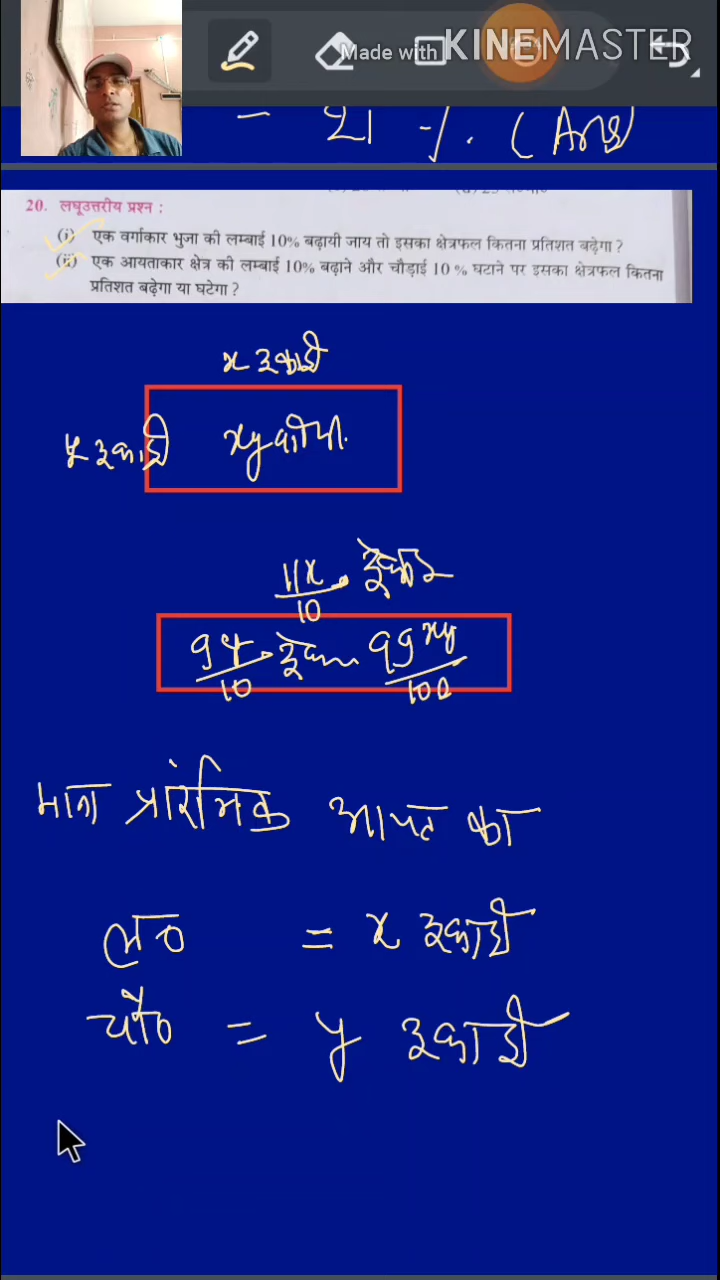 Made with KINEMASTER
= 21 %. (Ans)
20. लघूउत्तरीय प्रश्न :
(i) एक वर्गाकार भुजा की लम्बाई 10% बढ़ायी जाय तो इसका क्षेत्रफल कितना प्रतिशत बढ़ेगा ?
(ii) एक आयताकार क्षेत्र की लम्बाई 10% बढ़ाने और चौड़ाई 10 % घटाने पर इसका क्षेत्रफल कितना
प्रतिशत बढ़ेगा या घटेगा ?
x इकाई
y इकाई xy
11x/10 इकाई
9y/10 99xy/100
माना प्रारंभिक आयत का
ल० = x इकाई
चौ० = y इकाई